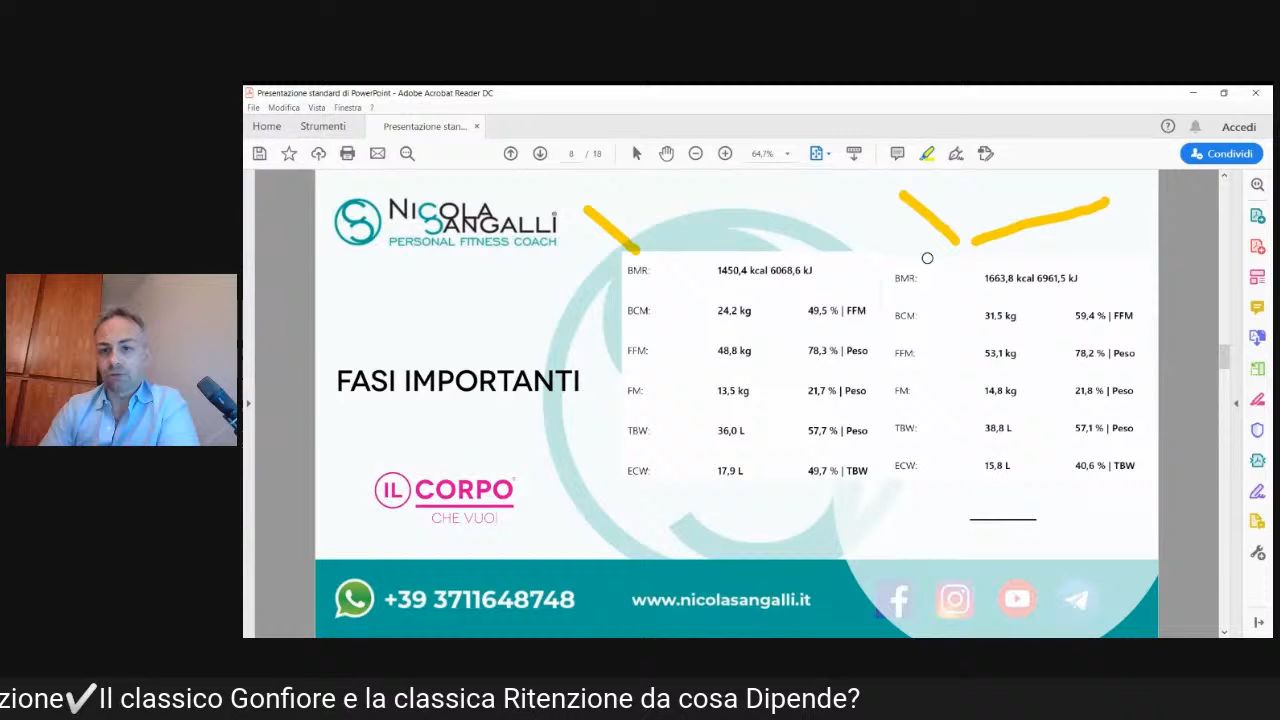 Presentazione standard di PowerPoint - Adobe Acrobat Reader DC
File Modifica Vista Finestra ?
Home Strumenti Presentazione stan... × Accedi
8 / 18 64,7% Condividi
NICOLA
SANGALLI
PERSONAL FITNESS COACH
FASI IMPORTANTI
IL CORPO
CHE VUOI
BMR: 1450,4 kcal 6068,6 kJ
BCM: 24,2 kg 49,5 % | FFM
FFM: 48,8 kg 78,3 % | Peso
FM: 13,5 kg 21,7 % | Peso
TBW: 36,0 L 57,7 % | Peso
ECW: 17,9 L 49,7 % | TBW
BMR: 1663,8 kcal 6961,5 kJ
BCM: 31,5 kg 59,4 % | FFM
FFM: 53,1 kg 78,2 % | Peso
FM: 14,8 kg 21,8 % | Peso
TBW: 38,8 L 57,1 % | Peso
ECW: 15,8 L 40,6 % | TBW
+39 3711648748 www.nicolasangalli.it
zione✔Il classico Gonfiore e la classica Ritenzione da cosa Dipende?